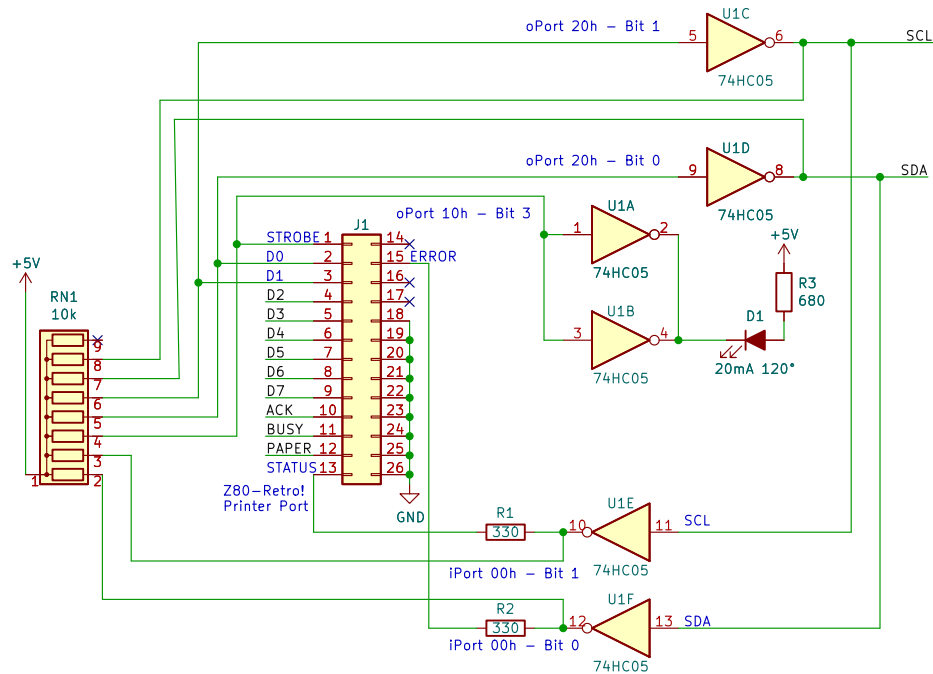 U1C
oPort 20h – Bit 1
5
6
SCL
74HC05
U1D
oPort 20h – Bit 0
9
8
SDA
74HC05
oPort 10h – Bit 3
U1A
1
2
74HC05
+5V
R3
680
U1B
3
4
74HC05
D1
20mA 120°
J1
STROBE 1
14
D0 2
15 ERROR
D1 3
16
D2 4
17
D3 5
18
D4 6
19
D5 7
20
D6 8
21
D7 9
22
ACK 10
23
BUSY 11
24
PAPER 12
25
STATUS 13
26
Z80-Retro!
Printer Port
GND
+5V
RN1
10k
9
8
7
6
5
4
3
1
2
R1
330
10
U1E
11
SCL
74HC05
iPort 00h – Bit 1
R2
330
12
U1F
13
SDA
74HC05
iPort 00h – Bit 0